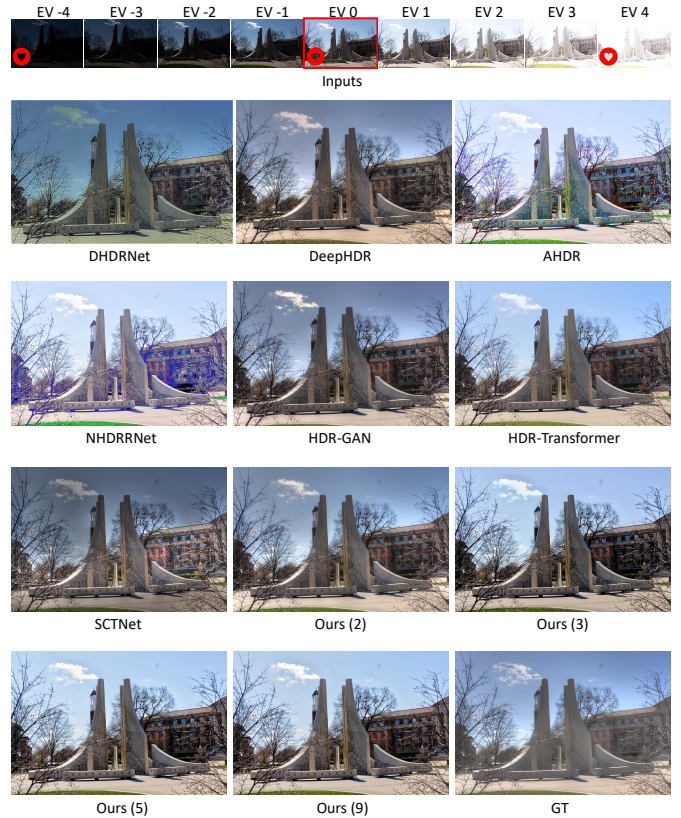 EV -4 EV -3 EV -2 EV -1 EV 0 EV 1 EV 2 EV 3 EV 4
Inputs
DHDRNet DeepHDR AHDR
NHDRRNet HDR-GAN HDR-Transformer
SCTNet Ours (2) Ours (3)
Ours (5) Ours (9) GT